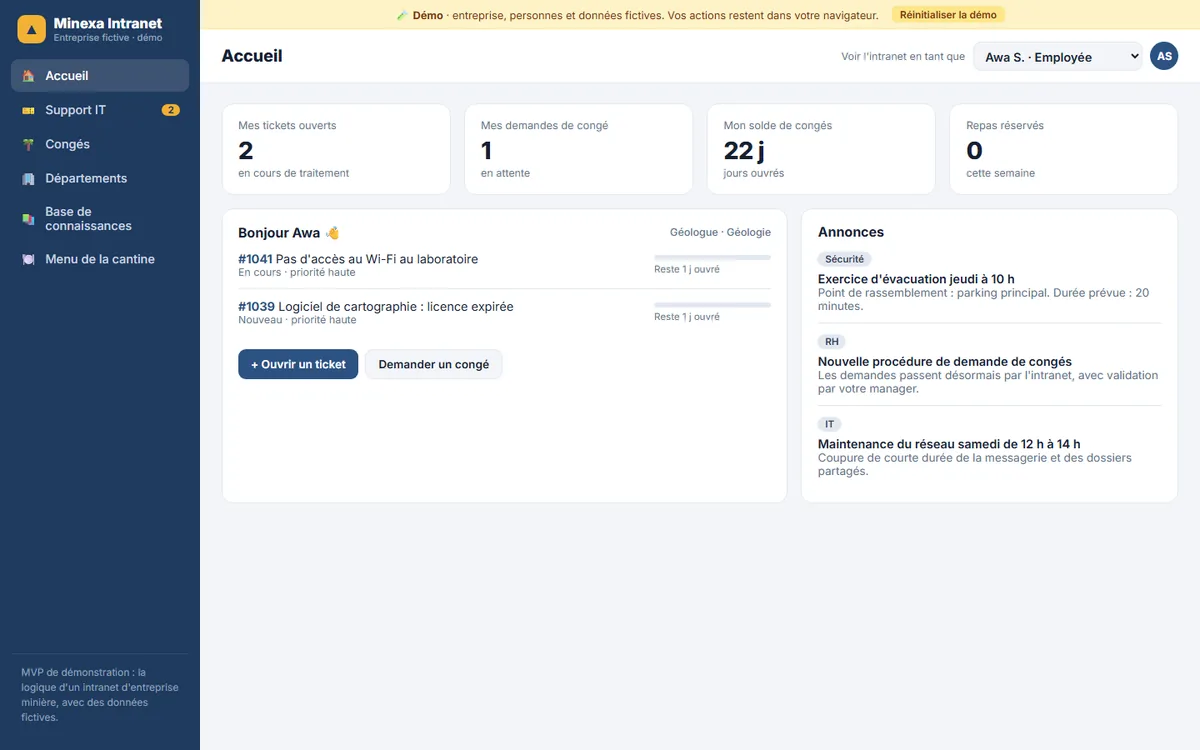 Minexa Intranet
Entreprise fictive · démo
Accueil
Support IT 2
Congés
Départements
Base de
connaissances
Menu de la cantine
MVP de démonstration : la
logique d'un intranet d'entreprise
minière, avec des données
fictives.
Démo · entreprise, personnes et données fictives. Vos actions restent dans votre navigateur. Réinitialiser la démo
Accueil
Voir l'intranet en tant que Awa S. · Employée AS
Mes tickets ouverts
2
en cours de traitement
Mes demandes de congé
1
en attente
Mon solde de congés
22 j
jours ouvrés
Repas réservés
0
cette semaine
Bonjour Awa
Géologue · Géologie
#1041 Pas d'accès au Wi-Fi au laboratoire
En cours · priorité haute
Reste 1 j ouvré
#1039 Logiciel de cartographie : licence expirée
Nouveau · priorité haute
Reste 1 j ouvré
+ Ouvrir un ticket
Demander un congé
Annonces
Sécurité
Exercice d'évacuation jeudi à 10 h
Point de rassemblement : parking principal. Durée prévue : 20
minutes.
RH
Nouvelle procédure de demande de congés
Les demandes passent désormais par l'intranet, avec validation
par votre manager.
IT
Maintenance du réseau samedi de 12 h à 14 h
Coupure de courte durée de la messagerie et des dossiers
partagés.